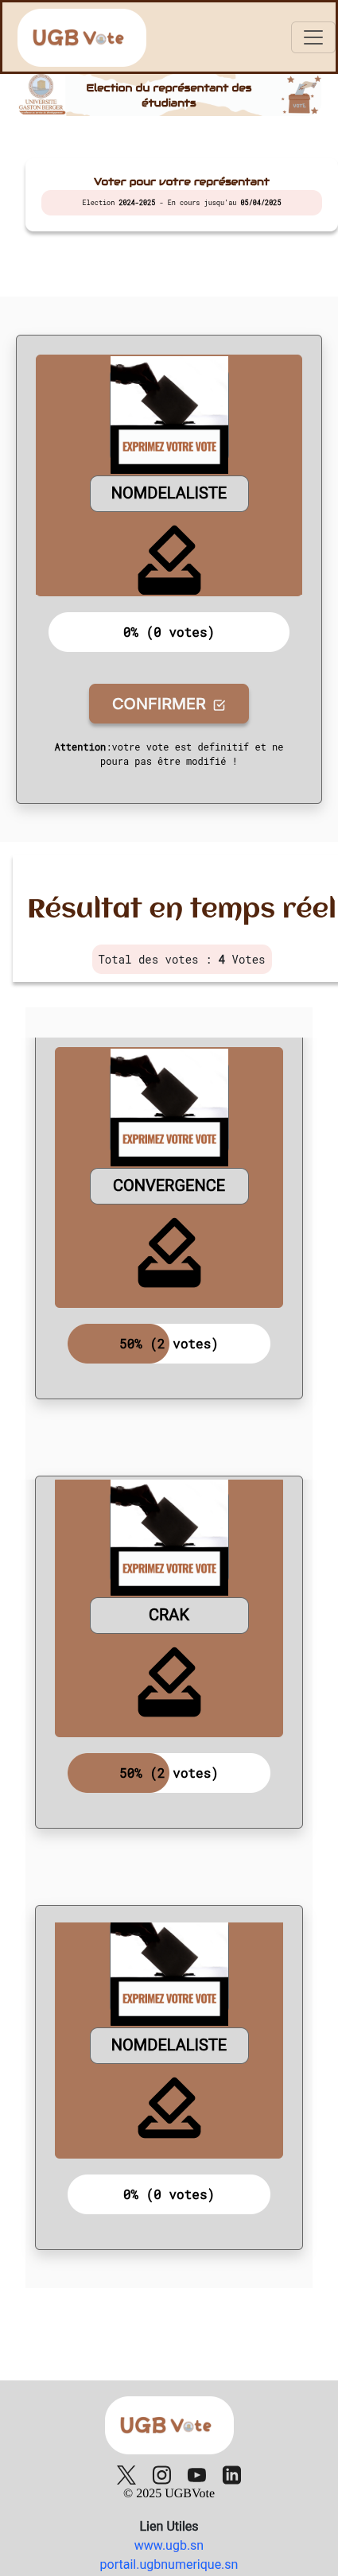 UGB Vote
UNIVERSITE
GASTON BERGER
Election du représentant des
étudiants
Voter pour votre représentant
Election 2024-2025 - En cours jusqu'au 05/04/2025
EXPRIMEZ VOTRE VOTE
NOMDELALISTE
0% (0 votes)
CONFIRMER
Attention:votre vote est definitif et ne
poura pas être modifié !
Résultat en temps réel
Total des votes : 4 Votes
EXPRIMEZ VOTRE VOTE
CONVERGENCE
50% (2 votes)
EXPRIMEZ VOTRE VOTE
CRAK
50% (2 votes)
EXPRIMEZ VOTRE VOTE
NOMDELALISTE
0% (0 votes)
UGB Vote
© 2025 UGBVote
Lien Utiles
www.ugb.sn
portail.ugbnumerique.sn